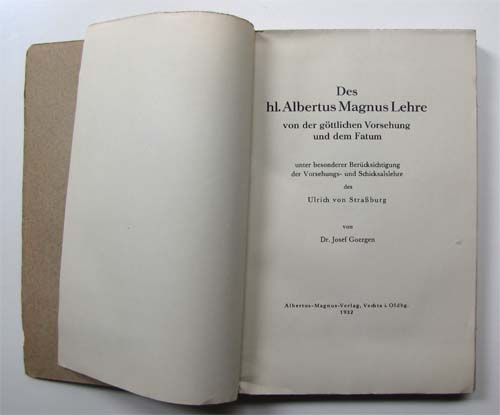 Des
hl. Albertus Magnus Lehre
von der göttlichen Vorsehung
und dem Fatum
unter besonderer Berücksichtigung
der Vorsehungs- und Schicksalslehre
des
Ulrich von Straßburg
von
Dr. Josef Goergen
Albertus-Magnus-Verlag, Vechta i. Oldbg.
1932